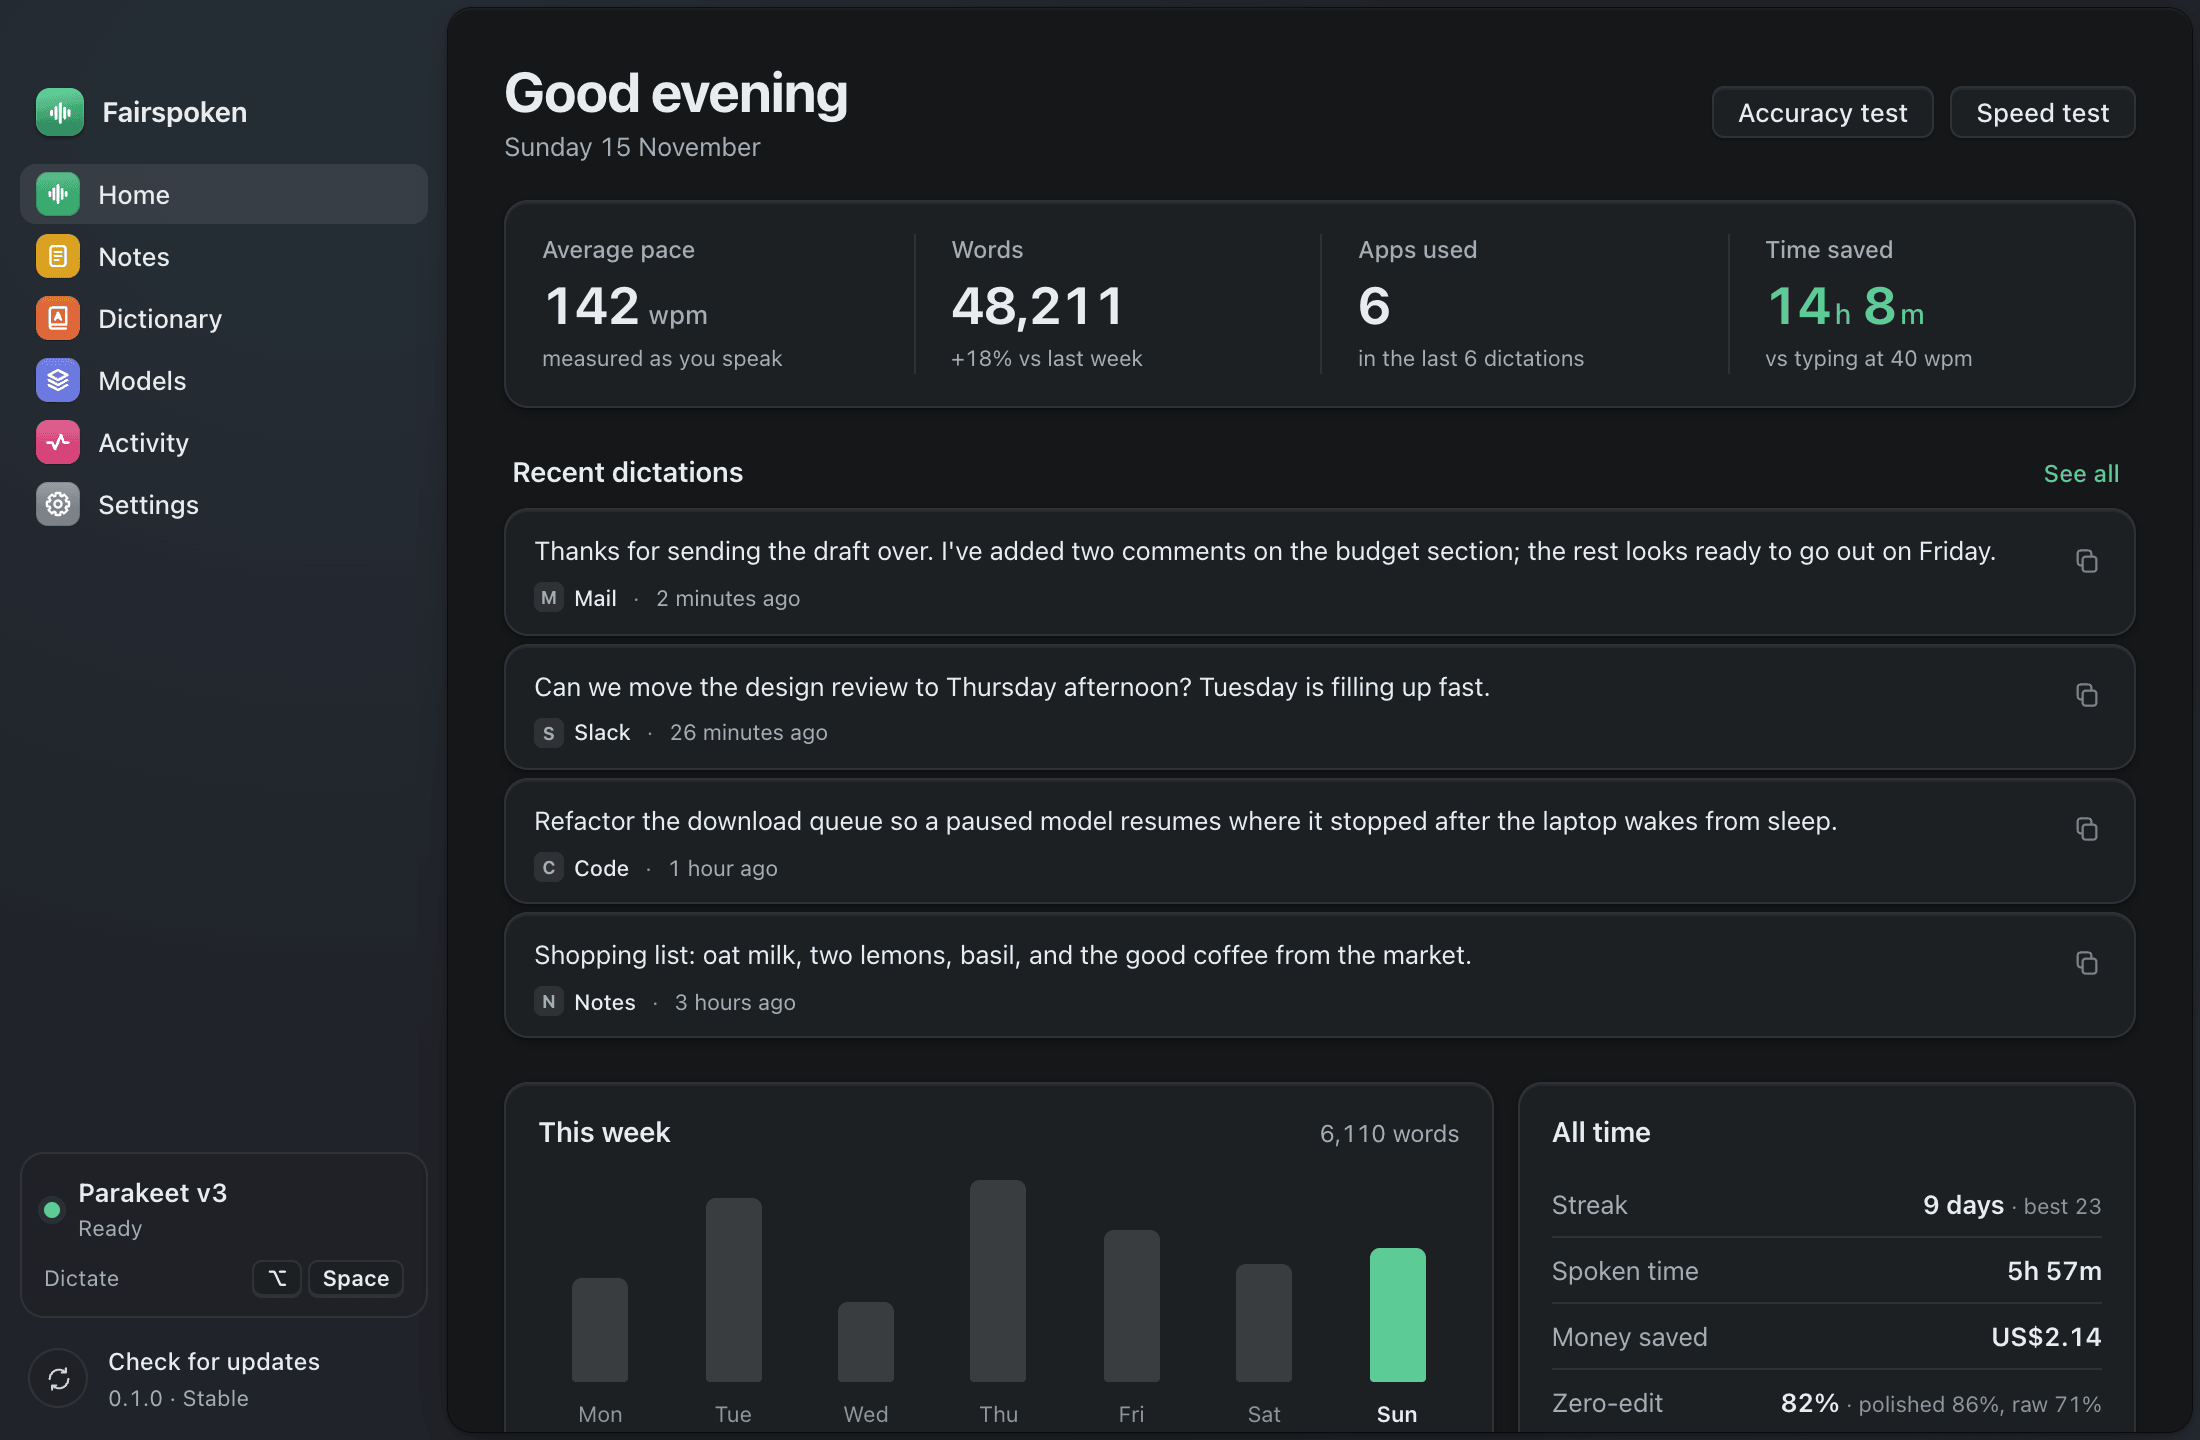 Fairspoken
Home
Notes
Dictionary
Models
Activity
Settings
Parakeet v3
Ready
Dictate ⌥ Space
Check for updates
0.1.0 · Stable
Good evening
Sunday 15 November
Accuracy test
Speed test
Average pace
142 wpm
measured as you speak
Words
48,211
+18% vs last week
Apps used
6
in the last 6 dictations
Time saved
14h 8m
vs typing at 40 wpm
Recent dictations
See all
Thanks for sending the draft over. I've added two comments on the budget section; the rest looks ready to go out on Friday.
M Mail · 2 minutes ago
Can we move the design review to Thursday afternoon? Tuesday is filling up fast.
S Slack · 26 minutes ago
Refactor the download queue so a paused model resumes where it stopped after the laptop wakes from sleep.
C Code · 1 hour ago
Shopping list: oat milk, two lemons, basil, and the good coffee from the market.
N Notes · 3 hours ago
This week
6,110 words
Mon Tue Wed Thu Fri Sat Sun
All time
Streak 9 days · best 23
Spoken time 5h 57m
Money saved US$2.14
Zero-edit 82% · polished 86%, raw 71%